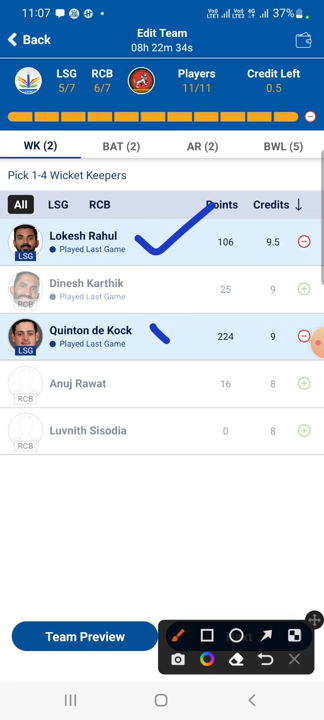 11:07 37%
Edit Team
Back
08h 22m 34s
LSG RCB Players Credit Left
5/7 6/7 11/11 0.5
WK (2) BAT (2) AR (2) BWL (5)
Pick 1-4 Wicket Keepers
All LSG RCB Points Credits ↓
Lokesh Rahul
Played Last Game
106 9.5
LSG
Dinesh Karthik
Played Last Game
25 9
RCB
Quinton de Kock
Played Last Game
224 9
LSG
Anuj Rawat
16 8
RCB
Luvnith Sisodia
0 8
RCB
Team Preview